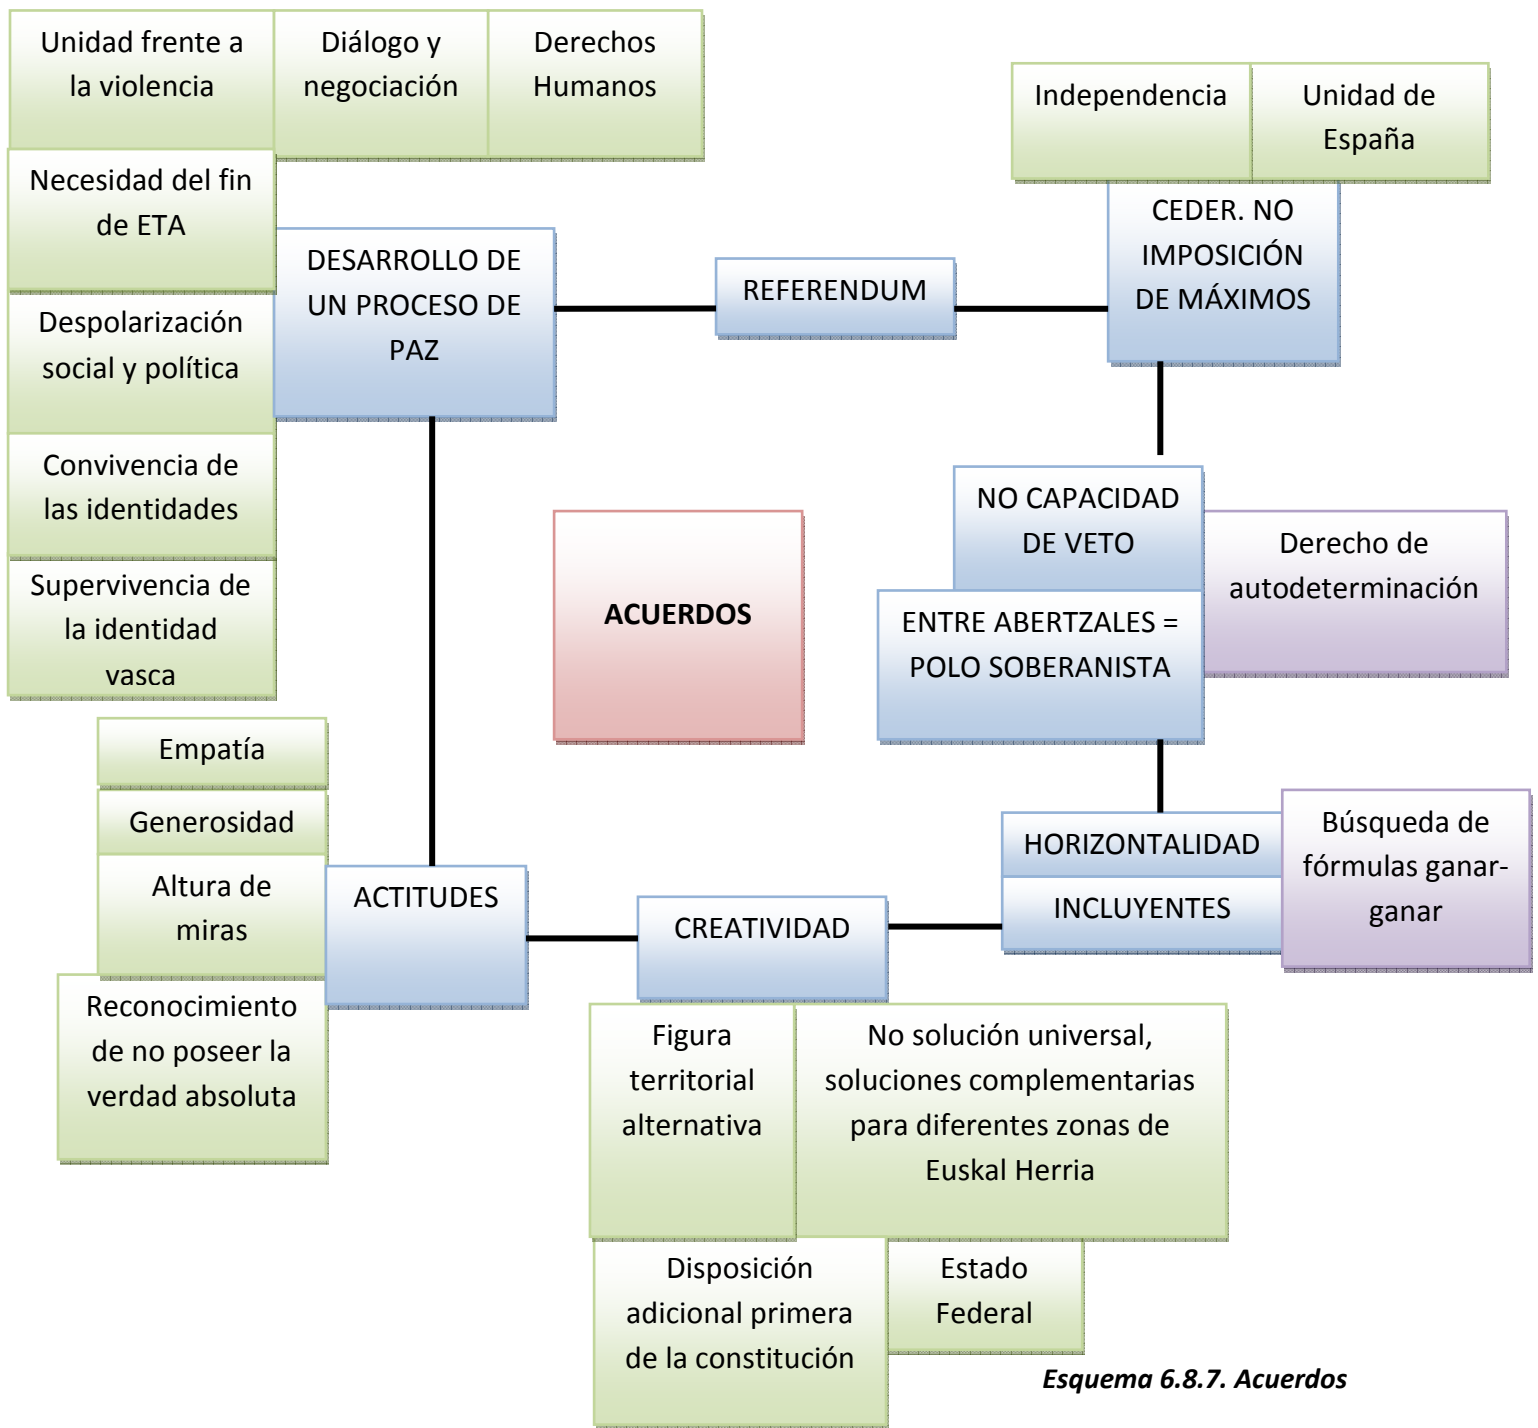 Unidad frente a
la violencia
Diálogo y
negociación
Derechos
Humanos
Independencia
Unidad de
España
Necesidad del fin
de ETA
DESARROLLO DE
UN PROCESO DE
PAZ
REFERENDUM
CEDER. NO
IMPOSICIÓN
DE MÁXIMOS
Despolarización
social y política
Convivencia de
las identidades
Supervivencia de
la identidad
vasca
ACUERDOS
NO CAPACIDAD
DE VETO
ENTRE ABERTZALES =
POLO SOBERANISTA
Derecho de
autodeterminación
Empatía
Generosidad
Altura de
miras
Reconocimiento
de no poseer la
verdad absoluta
ACTITUDES
CREATIVIDAD
HORIZONTALIDAD
INCLUYENTES
Búsqueda de
fórmulas ganar-
ganar
Figura
territorial
alternativa
No solución universal,
soluciones complementarias
para diferentes zonas de
Euskal Herria
Disposición
adicional primera
de la constitución
Estado
Federal
Esquema 6.8.7. Acuerdos